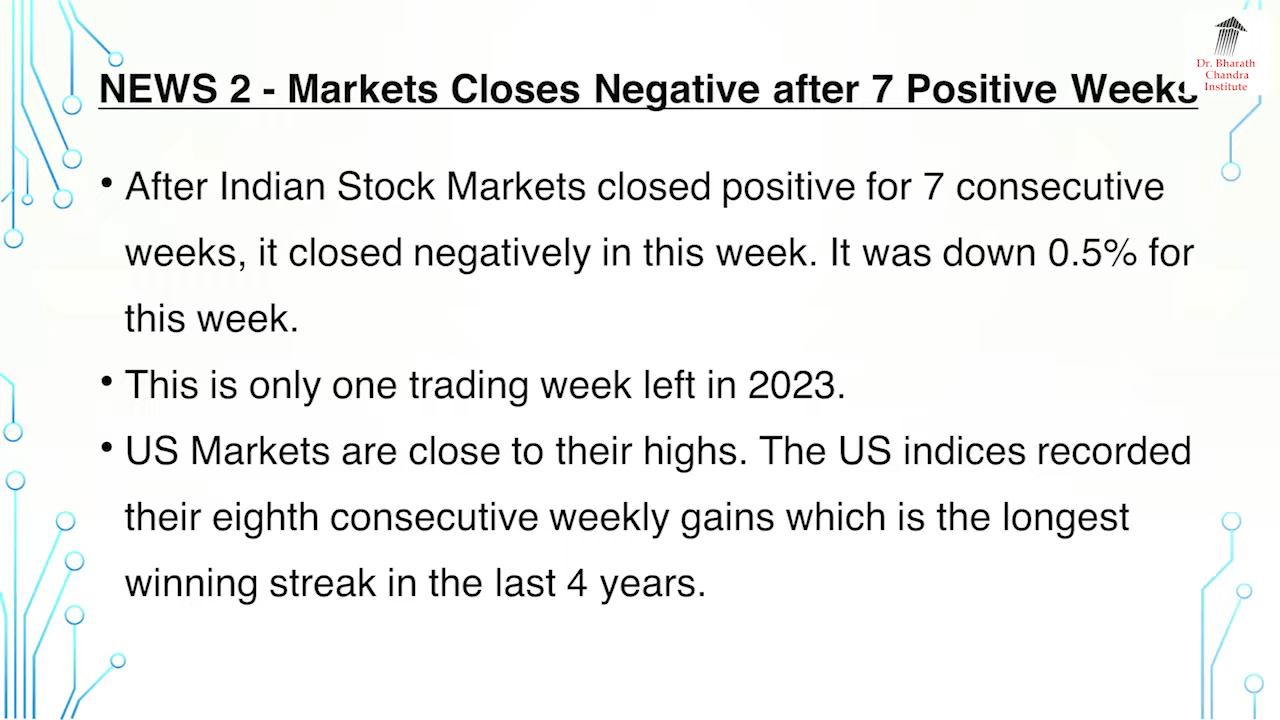 NEWS 2 - Markets Closes Negative after 7 Positive Weeks
Dr. Bharath
Chandra
Institute
• After Indian Stock Markets closed positive for 7 consecutive
weeks, it closed negatively in this week. It was down 0.5% for
this week.
• This is only one trading week left in 2023.
• US Markets are close to their highs. The US indices recorded
their eighth consecutive weekly gains which is the longest
winning streak in the last 4 years.